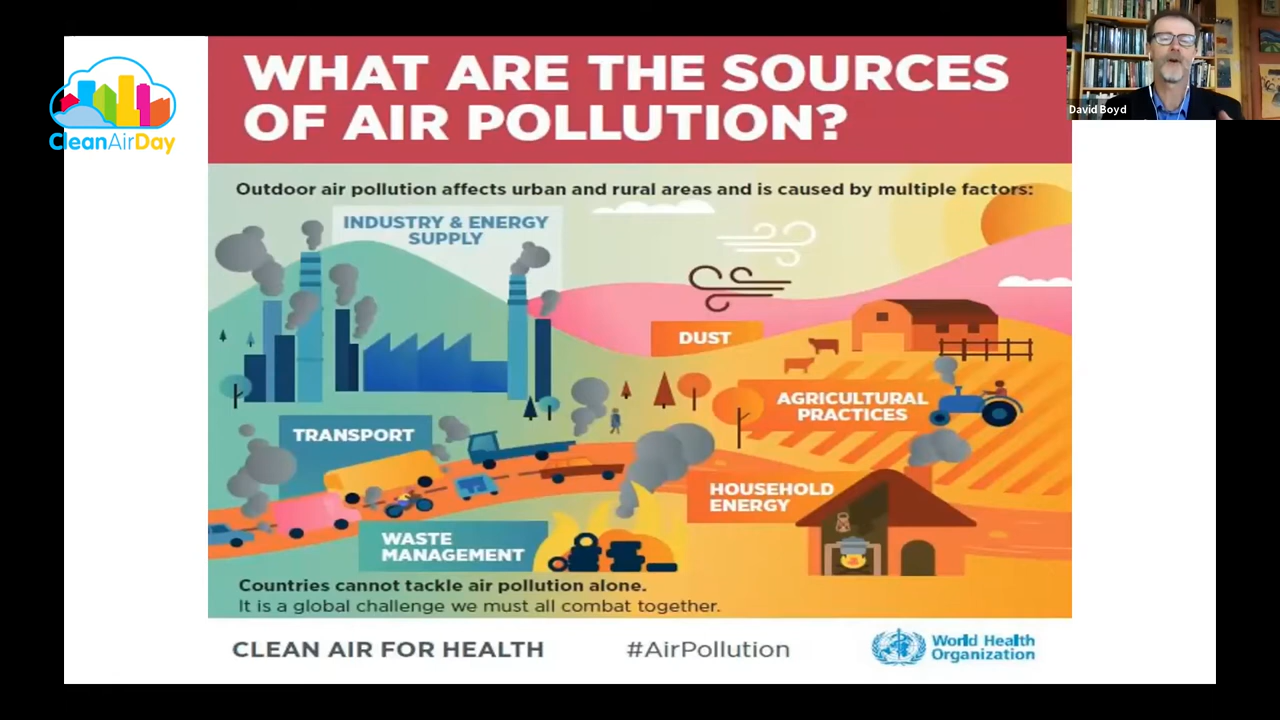 WHAT ARE THE SOURCES
OF AIR POLLUTION?
CleanAirDay
David Boyd
Outdoor air pollution affects urban and rural areas and is caused by multiple factors:
INDUSTRY & ENERGY
SUPPLY
DUST
AGRICULTURAL
PRACTICES
TRANSPORT
HOUSEHOLD
ENERGY
WASTE
MANAGEMENT
Countries cannot tackle air pollution alone.
It is a global challenge we must all combat together.
CLEAN AIR FOR HEALTH
#AirPollution
World Health
Organization